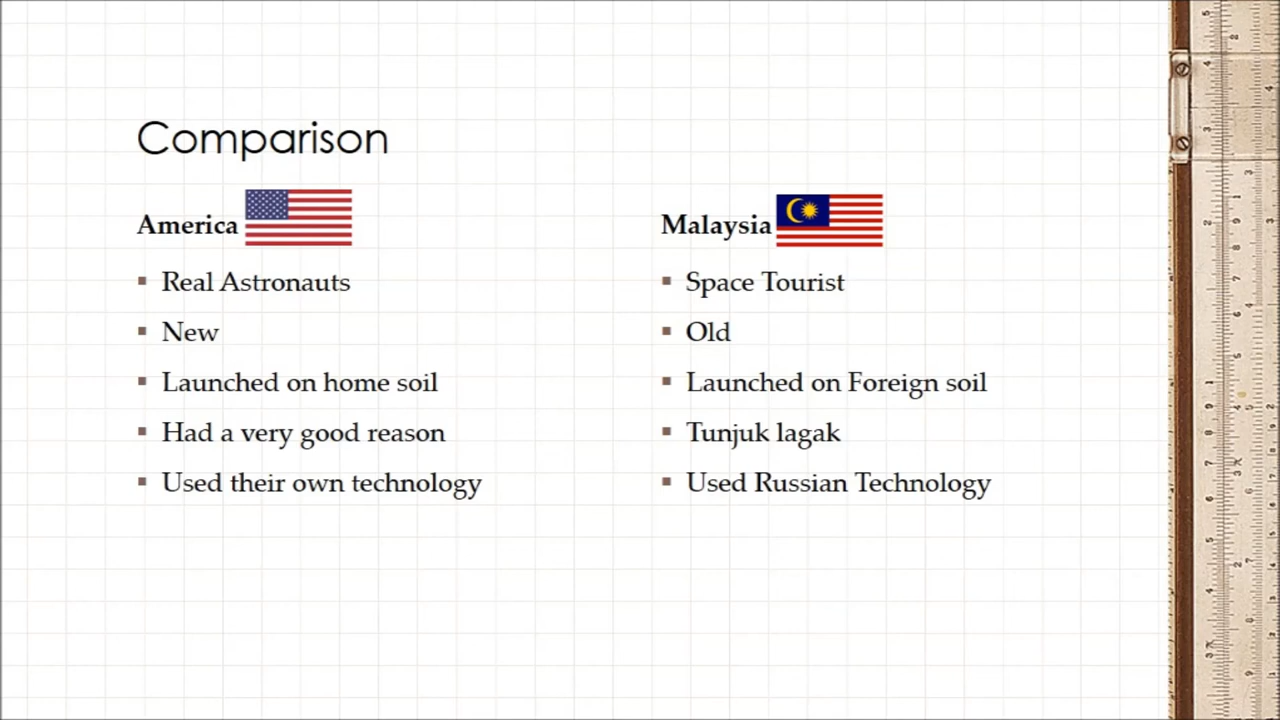 Comparison
America
Real Astronauts
New
Launched on home soil
Had a very good reason
Used their own technology
Malaysia
Space Tourist
Old
Launched on Foreign soil
Tunjuk lagak
Used Russian Technology